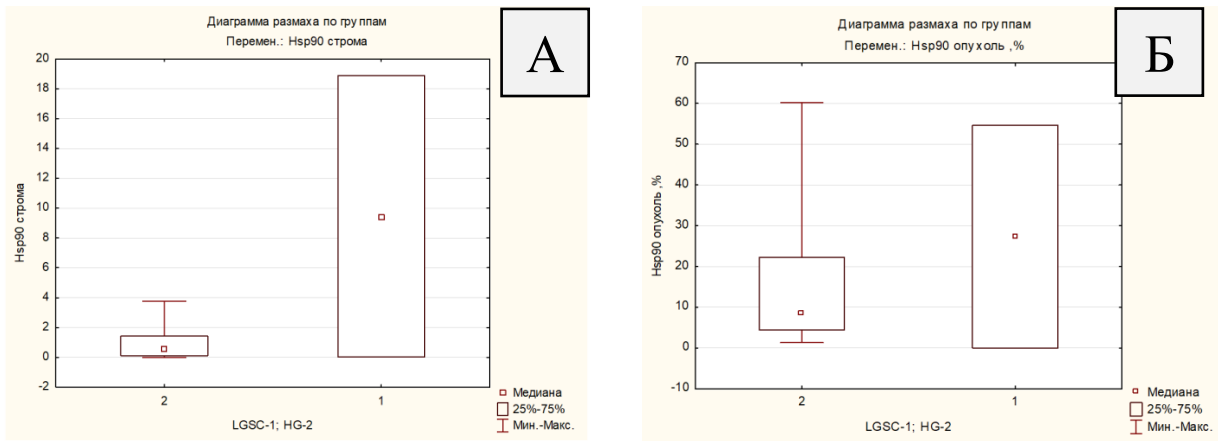 Диаграмма размаха по группам
Перемен.: Hsp90 строма
А
20
18
16
14
12
10
8
6
4
2
0
-2
Hsp90 строма
2
1
LGSC-1; HG-2
Медиана
25%-75%
Мин.-Макс.
Диаграмма размаха по группам
Перемен.: Hsp90 опухоль ,%
Б
70
60
50
40
30
20
10
0
-10
Hsp90 опухоль ,%
2
1
LGSC-1; HG-2
Медиана
25%-75%
Мин.-Макс.